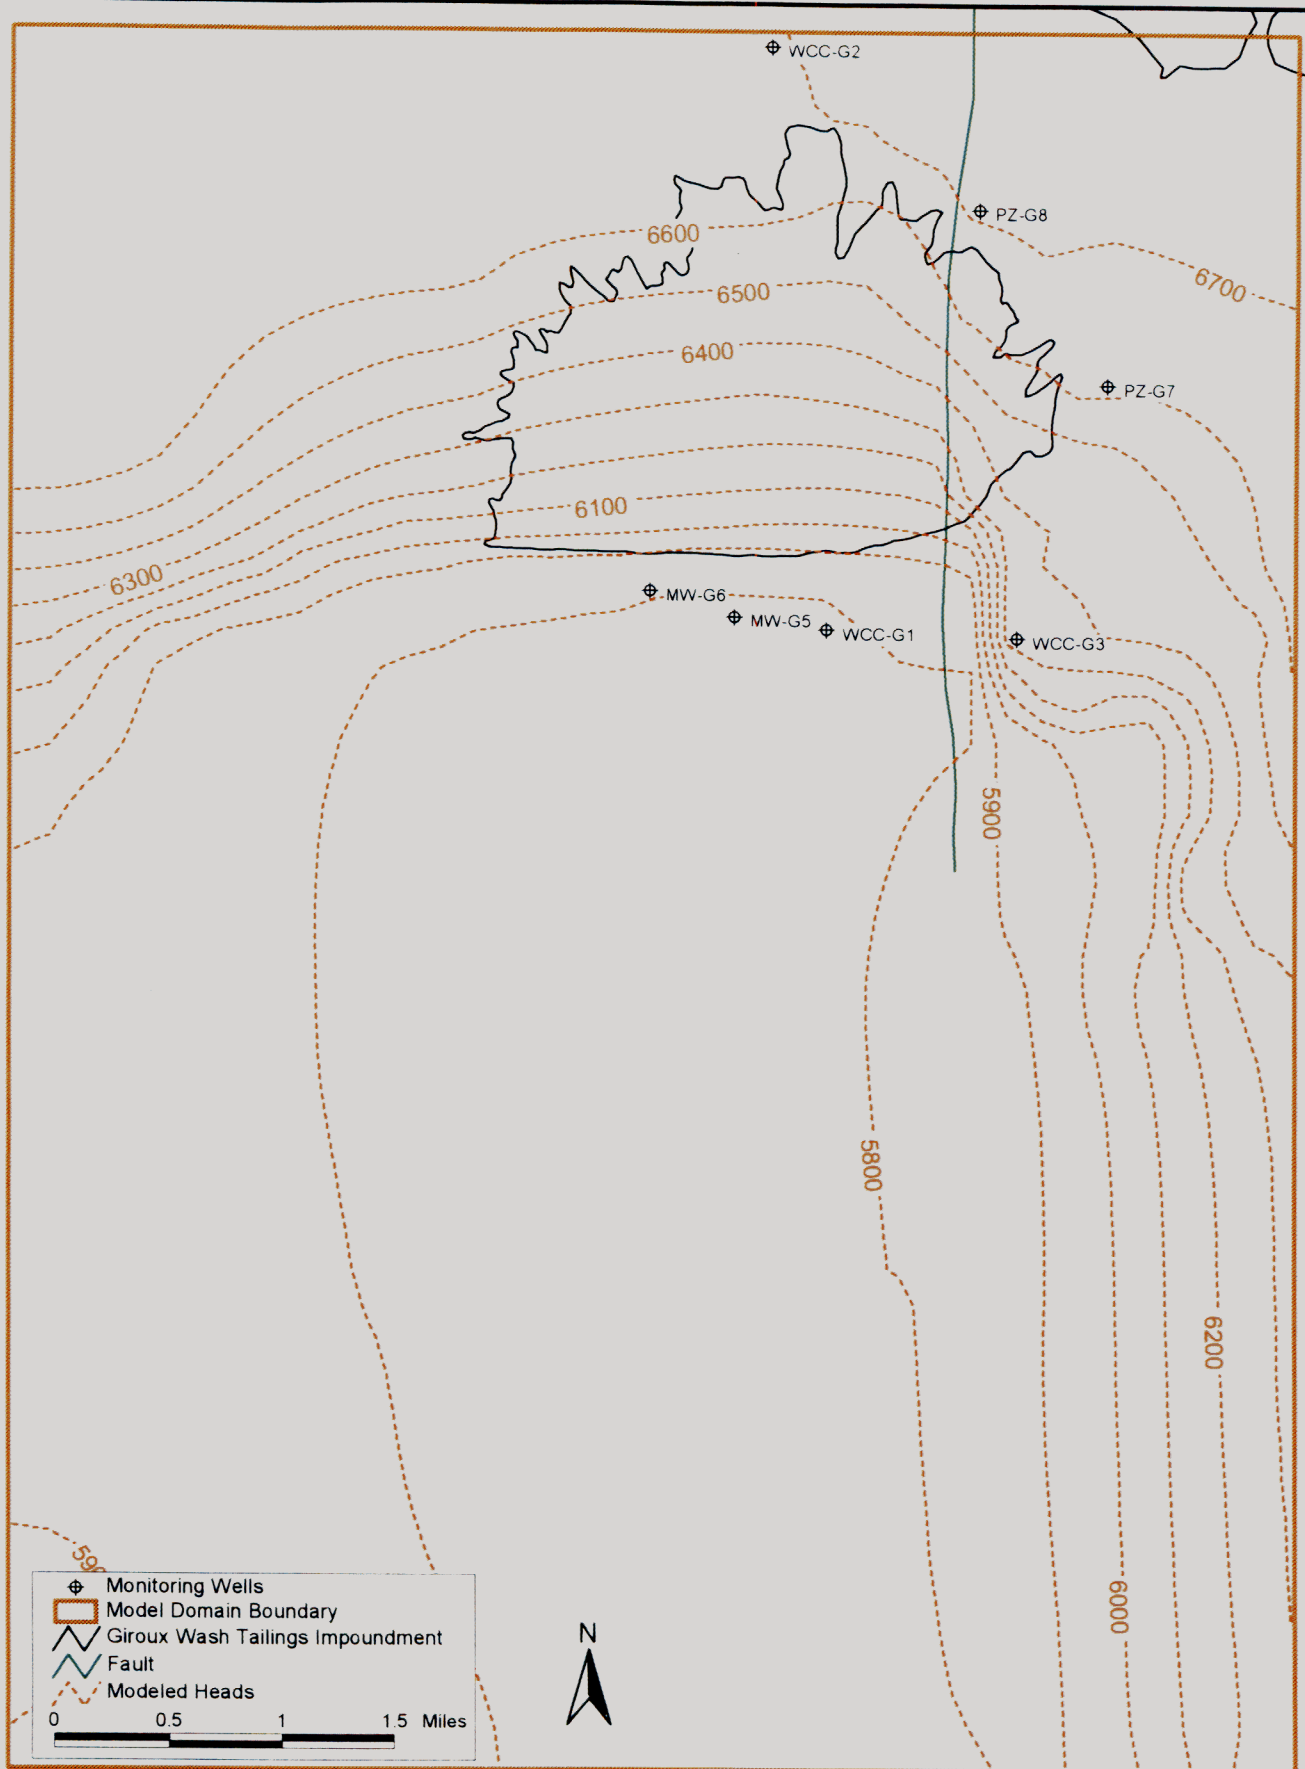 WCC-G2
PZ-G8
6600
6700
6500
6400
PZ-G7
6100
6300
MW-G6
MW-G5
WCC-G1
WCC-G3
5900
5800
6200
6000
Monitoring Wells
Model Domain Boundary
Giroux Wash Tailings Impoundment
Fault
Modeled Heads
0 0.5 1 1.5 Miles
N